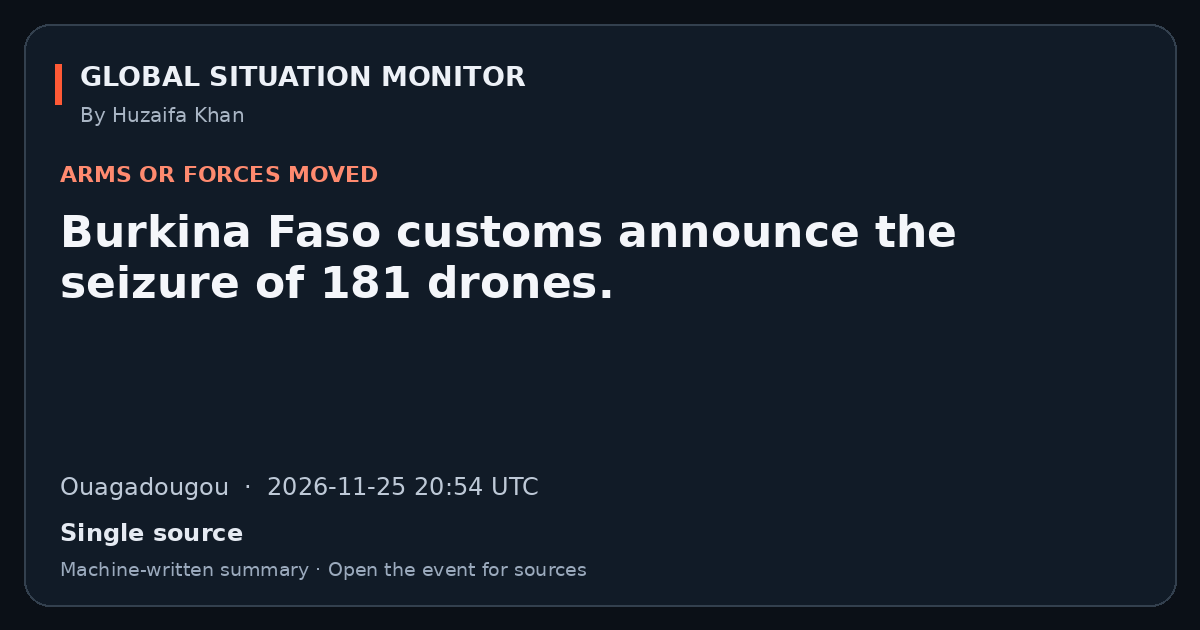 GLOBAL SITUATION MONITOR
By Huzaifa Khan
ARMS OR FORCES MOVED
Burkina Faso customs announce the
seizure of 181 drones.
Ouagadougou · 2026-11-25 20:54 UTC
Single source
Machine-written summary · Open the event for sources